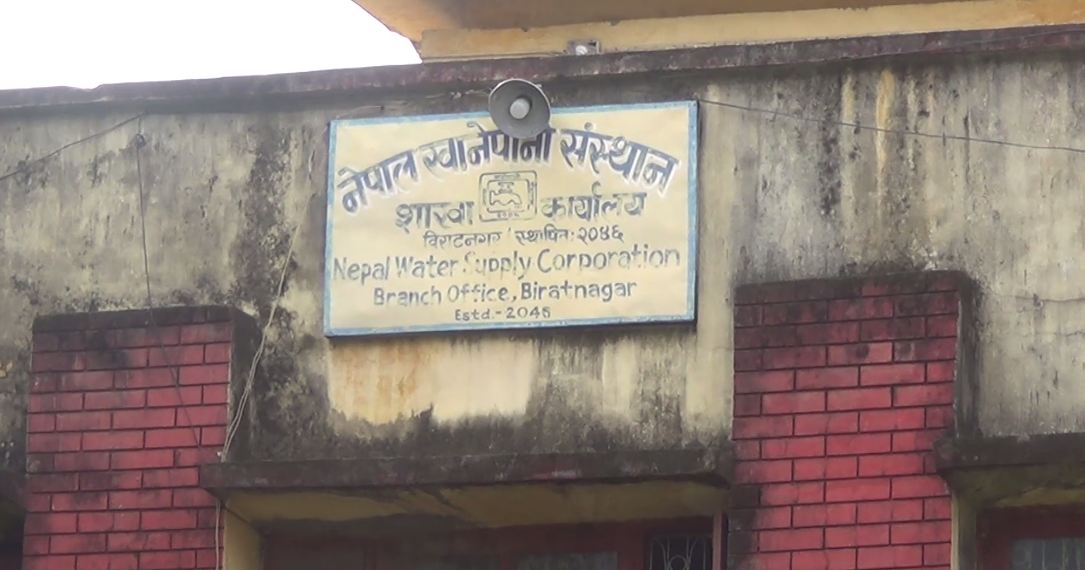 नेपाल खानेपानी संस्थान
शाखा कार्यालय
विराटनगर स्थापित: २०४६
Nepal Water Supply Corporation
Branch Office, Biratnagar
Estd.- 2046